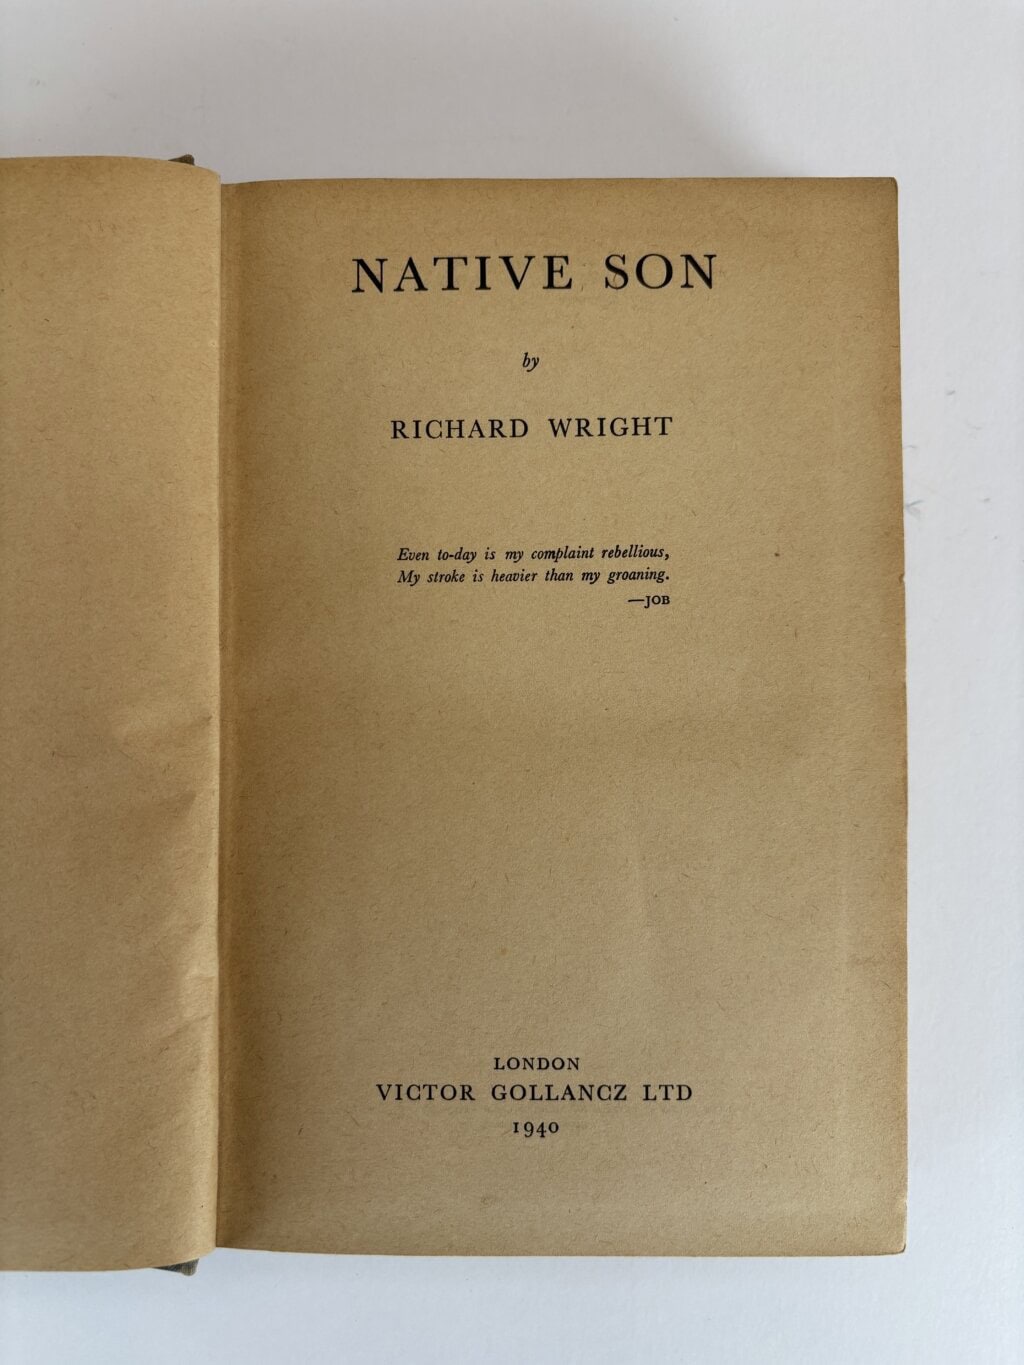 NATIVE SON
by
RICHARD WRIGHT
Even to-day is my complaint rebellious,
My stroke is heavier than my groaning.
—JOB
LONDON
VICTOR GOLLANCZ LTD
1940